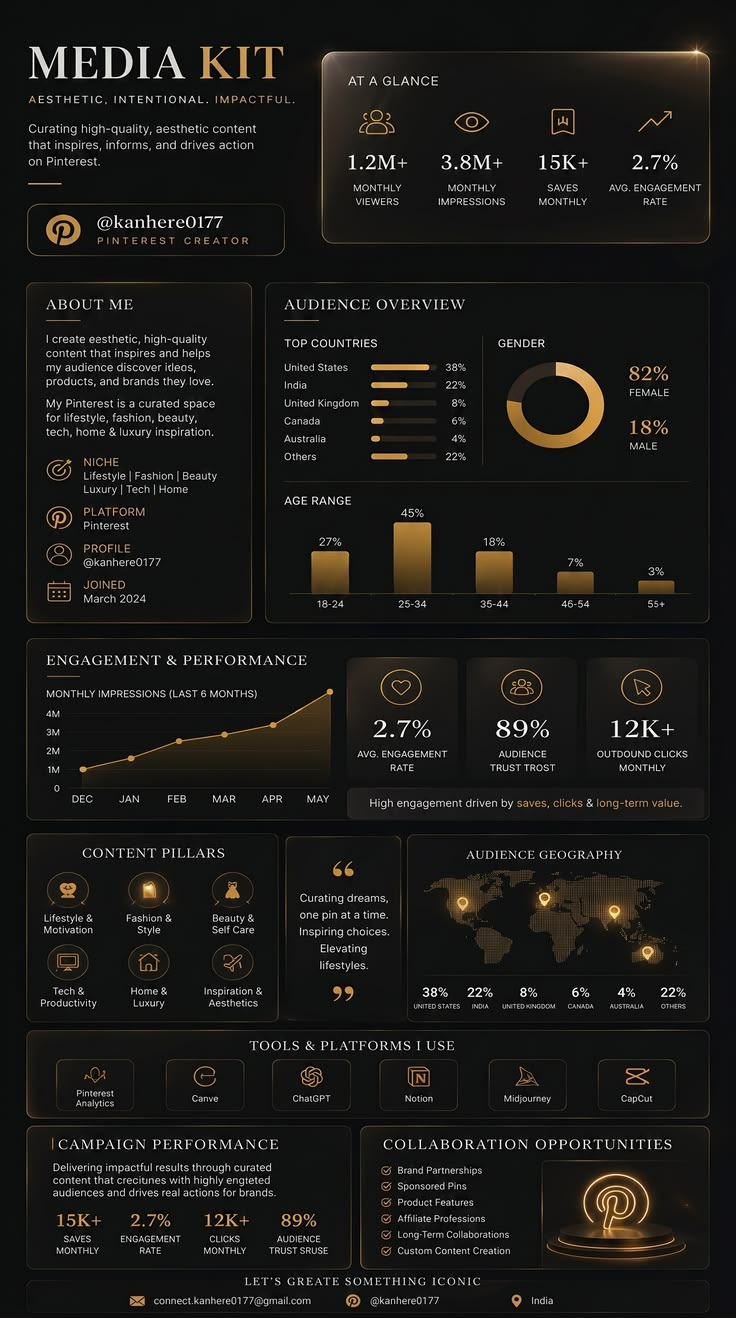 MEDIA KIT
AESTHETIC, INTENTIONAL. IMPACTFUL.
Curating high-quality, aesthetic content
that inspires, informs, and drives action
on Pinterest.
@kanhere0177
PINTEREST CREATOR
AT A GLANCE
1.2M+
MONTHLY
VIEWERS
3.8M+
MONTHLY
IMPRESSIONS
15K+
SAVES
MONTHLY
2.7%
AVG. ENGAGEMENT
RATE
ABOUT ME
I create eesthetic, high-quality
content that inspires and helps
my audience discover ideas,
products, and brands they love.
My Pinterest is a curated space
for lifestyle, fashion, beauty,
tech, home & luxury inspiration.
NICHE
Lifestyle | Fashion | Beauty
Luxury | Tech | Home
PLATFORM
Pinterest
PROFILE
@kanhere0177
JOINED
March 2024
AUDIENCE OVERVIEW
TOP COUNTRIES
United States 38%
India 22%
United Kingdom 8%
Canada 6%
Australia 4%
Others 22%
GENDER
82%
FEMALE
18%
MALE
AGE RANGE
27% 45% 18% 7% 3%
18-24 25-34 35-44 46-54 55+
ENGAGEMENT & PERFORMANCE
MONTHLY IMPRESSIONS (LAST 6 MONTHS)
4M
3M
2M
1M
0
DEC JAN FEB MAR APR MAY
2.7%
AVG. ENGAGEMENT
RATE
89%
AUDIENCE
TRUST TROST
12K+
OUTDOUND CLICKS
MONTHLY
High engagement driven by saves, clicks & long-term value.
CONTENT PILLARS
Lifestyle &
Motivation
Fashion &
Style
Beauty &
Self Care
Tech &
Productivity
Home &
Luxury
Inspiration &
Aesthetics
“
Curating dreams,
one pin at a time.
Inspiring choices.
Elevating
lifestyles.
”
AUDIENCE GEOGRAPHY
38% 22% 8% 6% 4% 22%
UNITED STATES INDIA UNITED KINGDOM CANADA AUSTRALIA OTHERS
TOOLS & PLATFORMS I USE
Pinterest
Analytics
Canve
ChatGPT
Notion
Midjourney
CapCut
CAMPAIGN PERFORMANCE
Delivering impactful results through curated
content that creciunes with highly engteted
audiences and drives real actions for brands.
15K+
SAVES
MONTHLY
2.7%
ENGAGEMENT
RATE
12K+
CLICKS
MONTHLY
89%
AUDIENCE
TRUST SRUSE
COLLABORATION OPPORTUNITIES
Brand Partnerships
Sponsored Pins
Product Features
Affiliate Professions
Long-Term Collaborations
Custom Content Creation
LET'S GREATE SOMETHING ICONIC
connect.kanhere0177@gmail.com @kanhere0177 India